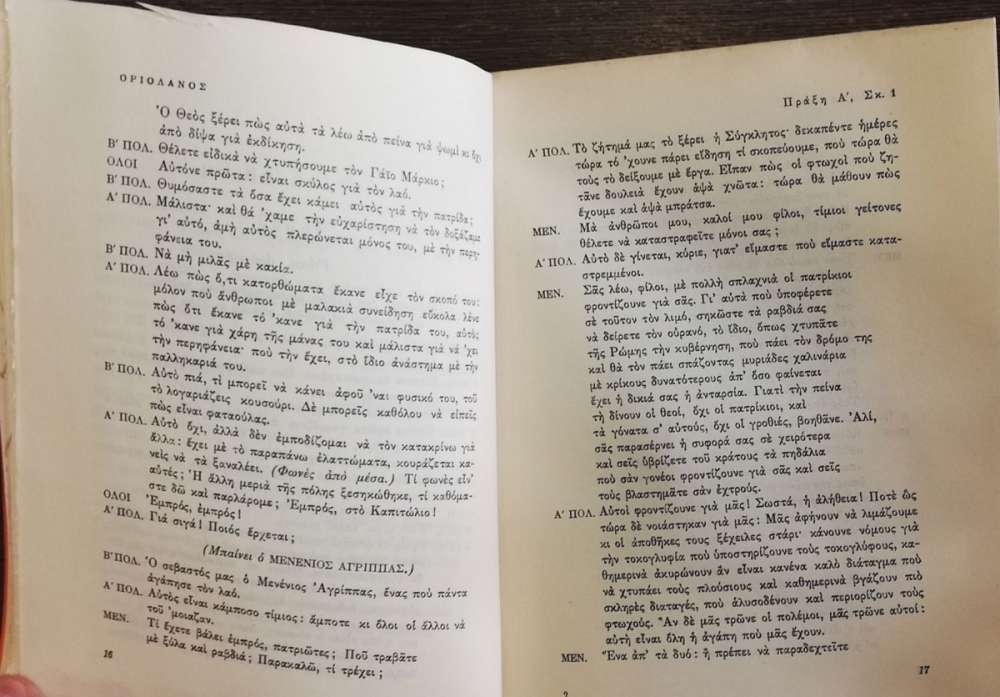 ΟΡΙΟΛΑΝΟΣ
Ὁ Θεὸς ξέρει πὼς αὐτὰ τὰ λέω ἀπὸ πείνα γιὰ ψωμὶ κι ὄχι
ἀπὸ δίψα γιὰ ἐκδίκηση.
Β′ ΠΟΛ. Θέλετε εἰδικὰ νὰ χτυπήσουμε τὸν Γάϊο Μάρκιο;
ΟΛΟΙ Αὐτόνε πρῶτα: εἶναι σκύλος γιὰ τὸν λαό.
Β′ ΠΟΛ. Θυμόσαστε τὰ ὅσα ἔχει κάμει αὐτὸς γιὰ τὴν πατρίδα;
Α′ ΠΟΛ. Μάλιστα· καὶ θά 'χαμε τὴν εὐχαρίστηση νὰ τὸν δοξάζαμε
γι' αὐτό, ἀμὴ αὐτὸς πλερώνεται μόνος του, μὲ τὴν περη-
φάνεια του.
Β′ ΠΟΛ. Νὰ μὴ μιλᾶς μὲ κακία.
Α′ ΠΟΛ. Λέω πὼς ὅ,τι κατορθώματα ἔκανε εἶχε τὸν σκοπό του:
μόλον ποὺ ἄνθρωποι μὲ μαλακιὰ συνείδηση εὔκολα λένε
πὼς ὅτι ἔκανε τό 'κανε γιὰ τὴν πατρίδα του, αὐτὸς
τό 'κανε γιὰ χάρη τῆς μάνας του καὶ μάλιστα γιὰ νά 'χει
τὴν περηφάνεια· ποὺ τὴν ἔχει, στὸ ἴδιο ἀνάστημα μὲ τὴν
παλληκαριά του.
Β′ ΠΟΛ. Αὐτὸ πιά, τὶ μπορεῖ νὰ κάνει ἀφοῦ 'ναι φυσικό του, τοῦ
τὸ λογαριάζεις κουσούρι. Δὲ μπορεῖς καθόλου νὰ εἰπεῖς
πὼς εἶναι φαταούλας.
Α′ ΠΟΛ. Αὐτὸ ὄχι, ἀλλὰ δὲν ἐμποδίζομαι νὰ τὸν κατακρίνω γιὰ
ἄλλα: ἔχει μὲ τὸ παραπάνω ἐλαττώματα, κουράζεται κα-
νεὶς νὰ τὰ ξαναλέει. (Φωνὲς ἀπὸ μέσα.) Τί φωνὲς εἶν'
αὐτές; Ἡ ἄλλη μεριὰ τῆς πόλης ξεσηκώθηκε, τί καθόμα-
στε δῶ καὶ παρλάρομε; Ἐμπρός, στὸ Καπιτώλιο!
ΟΛΟΙ Ἐμπρός, ἐμπρός!
Α′ ΠΟΛ. Γιά σιγά! Ποιός ἔρχεται;
(Μπαίνει ὁ ΜΕΝΕΝΙΟΣ ΑΓΡΙΠΠΑΣ.)
Β′ ΠΟΛ. Ὁ σεβαστός μας ὁ Μενένιος Ἀγρίππας, ἕνας ποὺ πάντα
ἀγάπησε τὸν λαό.
Α′ ΠΟΛ. Αὐτὸς εἶναι κάμποσο τίμιος: ἄμποτε κι ὅλοι οἱ ἄλλοι νὰ
τοῦ 'μοιαζαν.
ΜΕΝ. Τί ἔχετε βάλει ἐμπρός, πατριῶτες; Ποῦ τραβᾶτε
μὲ ξύλα καὶ ραβδιά; Παρακαλῶ, τί τρέχει;
16
Πράξη Α′, Σκ. 1
Α′ ΠΟΛ. Τὸ ζήτημά μας τὸ ξέρει ἡ Σύγκλητος· δεκαπέντε ἡμέρες
τώρα τό 'χουνε πάρει εἴδηση τί σκοπεύουμε, ποὺ τώρα θὰ
τοὺς τὸ δείξουμε μὲ ἔργα. Εἶπαν πὼς οἱ φτωχοὶ ποὺ ζη-
τᾶνε δουλειὰ ἔχουν ἀψὰ χνῶτα: τώρα θὰ μάθουν πὼς
ἔχουμε καὶ ἀψὰ μπράτσα.
ΜΕΝ. Μὰ ἄνθρωποι μου, καλοί μου φίλοι, τίμιοι γείτονες
θέλετε νὰ καταστραφεῖτε μόνοι σας;
Α′ ΠΟΛ. Αὐτὸ δὲ γίνεται, κύριε, γιατ' εἴμαστε ποὺ εἴμαστε κατα-
στρεμμένοι.
ΜΕΝ. Σᾶς λέω, φίλοι, μὲ πολλὴ σπλαχνιὰ οἱ πατρίκιοι
φροντίζουνε γιὰ σᾶς. Γι' αὐτὰ ποὺ ὑποφέρετε
σὲ τοῦτον τὸν λιμό, σηκῶστε τὰ ραβδιά σας
νὰ δείρετε τὸν οὐρανό, τὸ ἴδιο, ὅπως χτυπᾶτε
τῆς Ρώμης τὴν κυβέρνηση, ποὺ πάει τὸν δρόμο της
καὶ θὰ τὸν πάει σπάζοντας μυριάδες χαλινάρια
μὲ κρίκους δυνατότερους ἀπ' ὅσο φαίνεται
ἔχει ἡ δικιά σας ἡ ἀνταρσία. Γιατὶ τὴν πείνα
τὴ δίνουν οἱ θεοί, ὄχι οἱ πατρίκιοι, καὶ
τὰ γόνατα σ' αὐτούς, ὄχι οἱ γροθιές, βοηθᾶνε. Ἀλί,
σᾶς παρασέρνει ἡ συφορά σας σὲ χειρότερα
καὶ σεῖς ὑβρίζετε τοῦ κράτους τὰ πηδάλια
ποὺ σὰν γονέοι φροντίζουνε γιὰ σᾶς καὶ σεῖς
τοὺς βλαστημᾶτε σὰν ἐχτρούς.
Α′ ΠΟΛ. Αὐτοὶ φροντίζουνε γιὰ μᾶς! Σωστά, ἡ ἀλήθεια! Ποτὲ ὣς
τώρα δὲ νοιάστηκαν γιὰ μᾶς: Μᾶς ἀφήνουν νὰ λιμάζουμε
κι οἱ ἀποθῆκες τους ξέχειλες στάρι· κάνουνε νόμους γιὰ
τὴν τοκογλυφία ποὺ ὑποστηρίζουνε τοὺς τοκογλύφους, κα-
θημερινὰ ἀκυρώνουν ἂν εἶναι κανένα καλὸ διάταγμα ποὺ
νὰ χτυπάει τοὺς πλούσιους καὶ καθημερινὰ βγάζουν πιὸ
σκληρὲς διαταγές, ποὺ ἁλυσοδένουν καὶ περιορίζουν τοὺς
φτωχούς. Ἂν δὲ μᾶς τρῶνε οἱ πολέμοι, μᾶς τρῶνε αὐτοί:
αὐτὴ εἶναι ὅλη ἡ ἀγάπη ποὺ μᾶς ἔχουν.
ΜΕΝ. Ἕνα ἀπ' τὰ δυό: ἢ πρέπει νὰ παραδεχτεῖτε
2
17